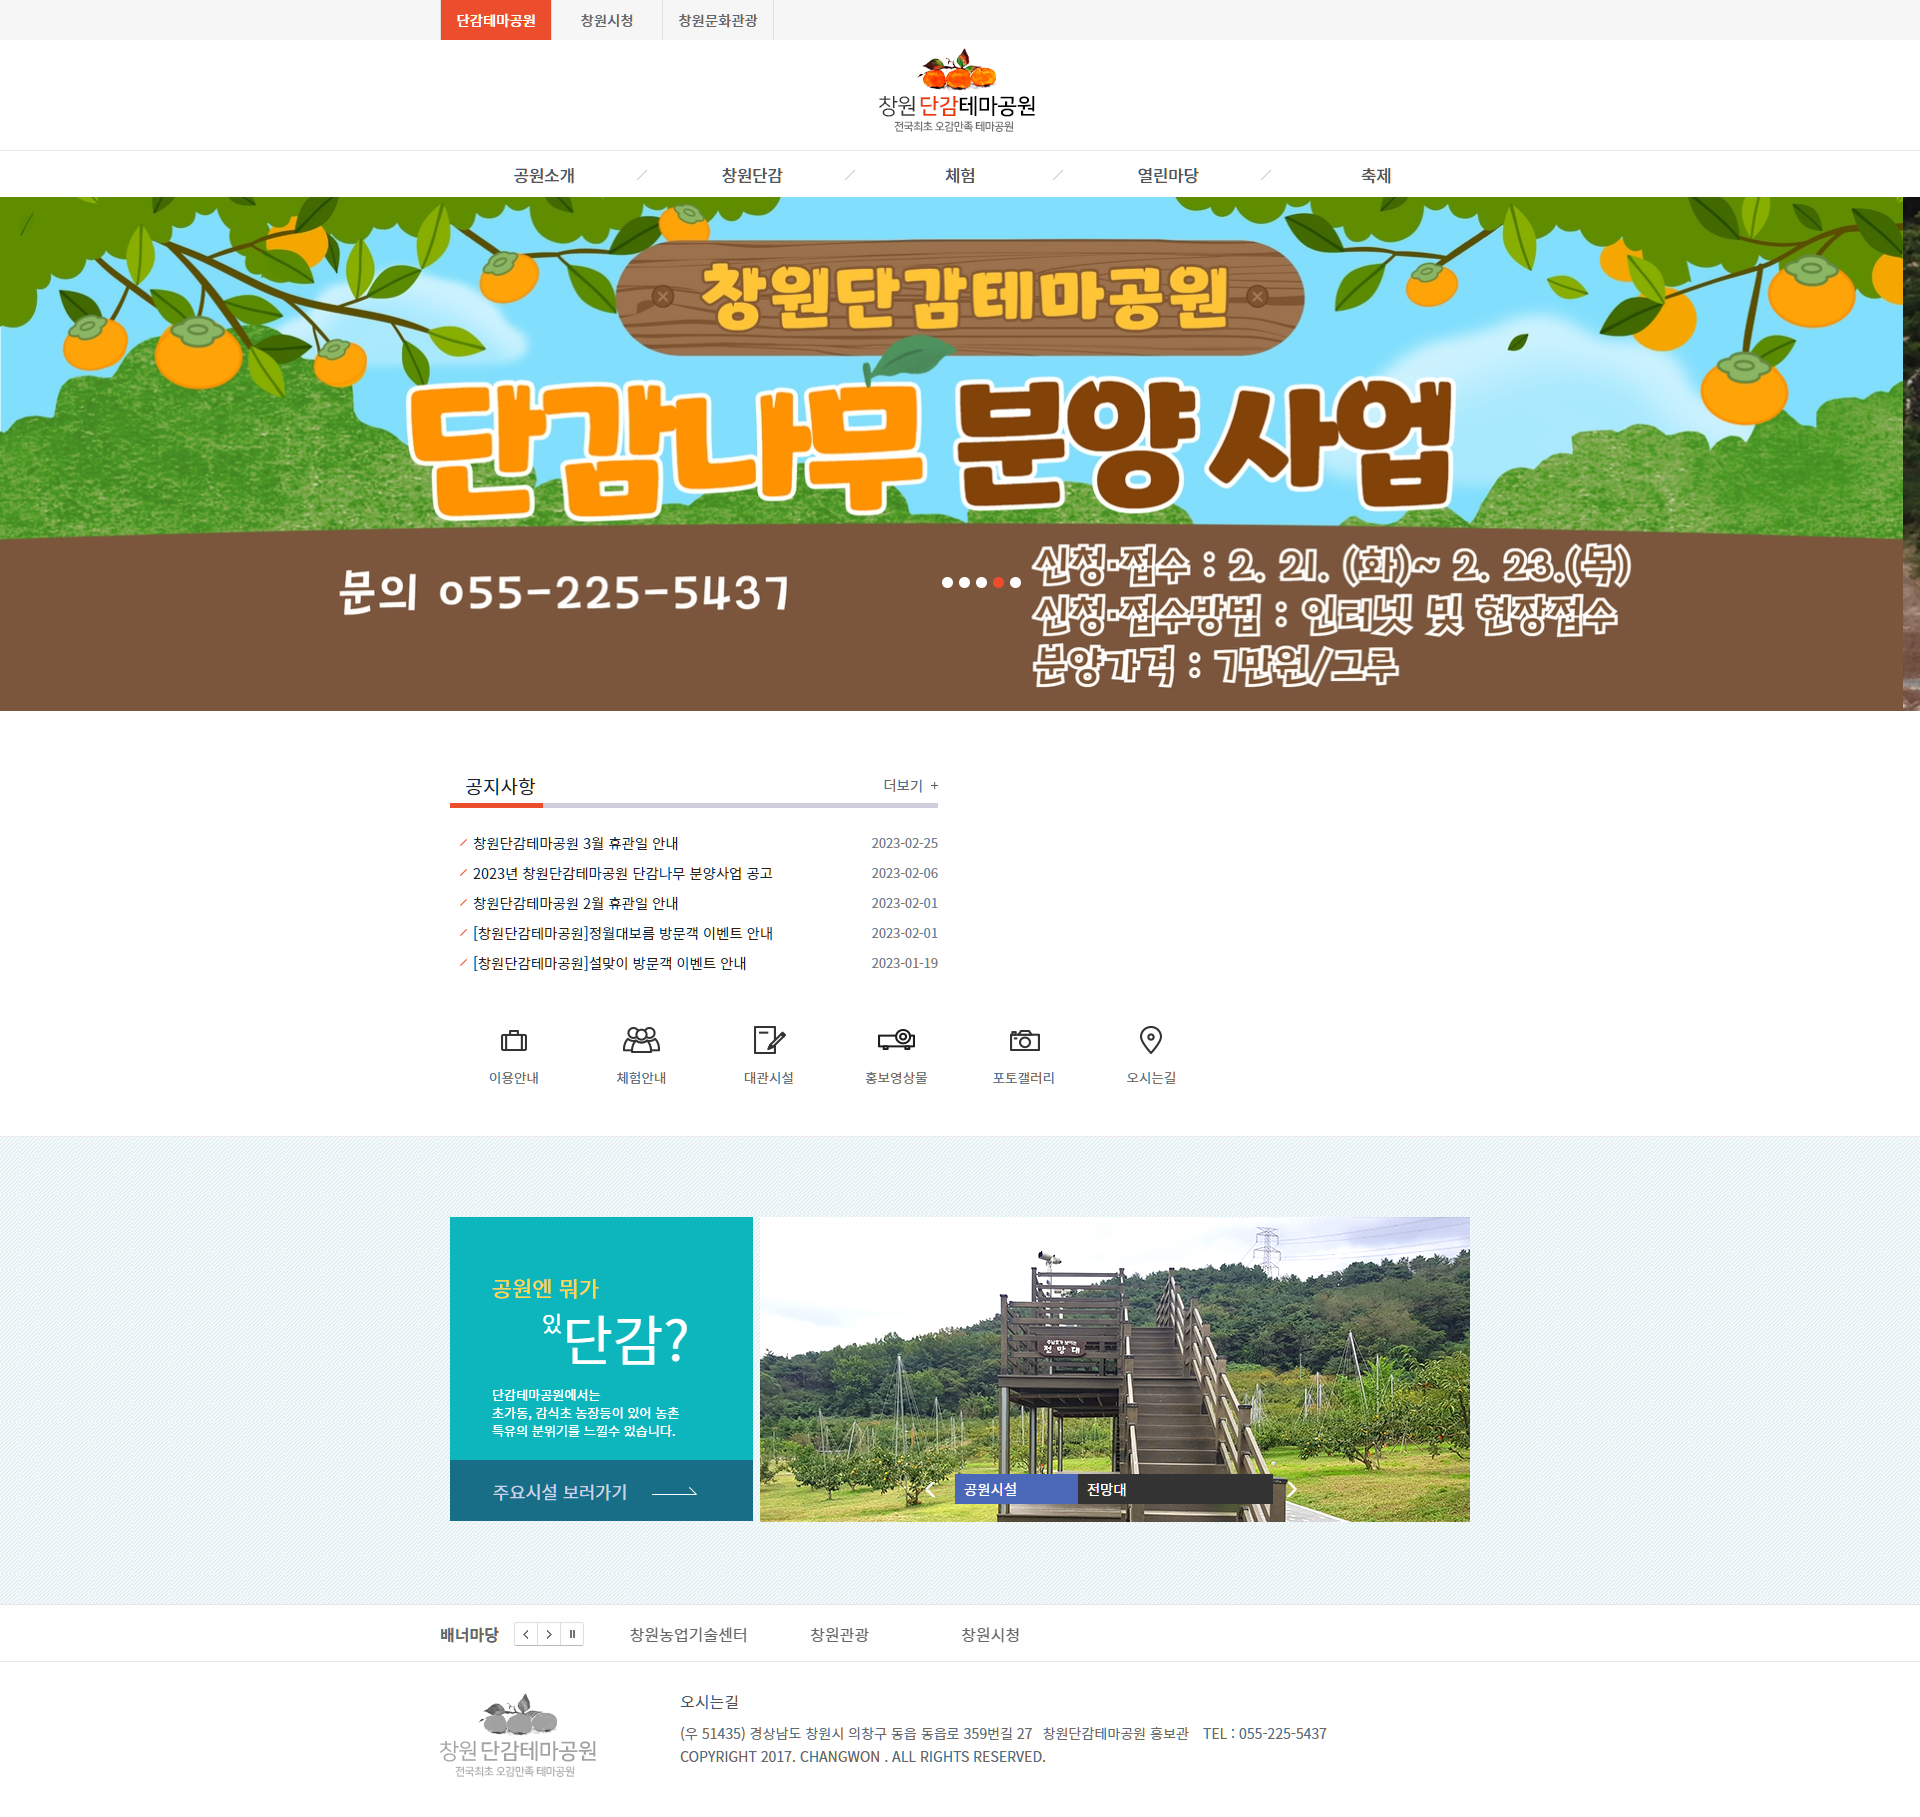 단감테마공원 창원시청 창원문화관광
창원 단감테마공원
전국최초 오감만족 테마공원
공원소개 창원단감 체험 열린마당 축제
창원단감테마공원
단감나무 분양사업
문의 055-225-5437
신청·접수 : 2. 21. (화)~ 2. 23.(목)
신청·접수방법 : 인터넷 및 현장접수
분양가격 : 7만원/그루
공지사항 더보기 +
창원단감테마공원 3월 휴관일 안내 2023-02-25
2023년 창원단감테마공원 단감나무 분양사업 공고 2023-02-06
창원단감테마공원 2월 휴관일 안내 2023-02-01
[창원단감테마공원]정월대보름 방문객 이벤트 안내 2023-02-01
[창원단감테마공원]설맞이 방문객 이벤트 안내 2023-01-19
이용안내 체험안내 대관시설 홍보영상물 포토갤러리 오시는길
공원엔 뭐가
있단감?
단감테마공원에서는
초가동, 감식초 농장등이 있어 농촌
특유의 분위기를 느낄수 있습니다.
주요시설 보러가기
전망대
공원시설 전망대
배너마당 창원농업기술센터 창원관광 창원시청
창원 단감테마공원
전국최초 오감만족 테마공원
오시는길
(우 51435) 경상남도 창원시 의창구 동읍 동읍로 359번길 27 창원단감테마공원 홍보관 TEL : 055-225-5437
COPYRIGHT 2017. CHANGWON . ALL RIGHTS RESERVED.